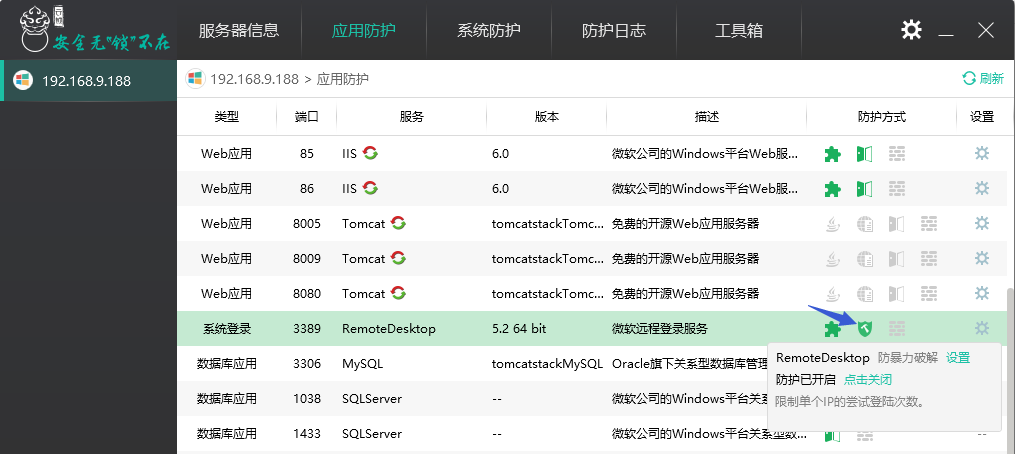 安全无"锁"不在
服务器信息 应用防护 系统防护 防护日志 工具箱
192.168.9.188
192.168.9.188 > 应用防护 刷新
类型 端口 服务 版本 描述 防护方式 设置
Web应用 85 IIS 6.0 微软公司的Windows平台Web服...
Web应用 86 IIS 6.0 微软公司的Windows平台Web服...
Web应用 8005 Tomcat tomcatstackTomc... 免费的开源Web应用服务器
Web应用 8009 Tomcat tomcatstackTomc... 免费的开源Web应用服务器
Web应用 8080 Tomcat tomcatstackTomc... 免费的开源Web应用服务器
系统登录 3389 RemoteDesktop 5.2 64 bit 微软远程登录服务
数据库应用 3306 MySQL tomcatstackMySQL Oracle旗下关系型数据库管理
数据库应用 1038 SQLServer -- 微软公司的Windows平台关系
数据库应用 1433 SQLServer -- 微软公司的Windows平台关系型数... --
RemoteDesktop 防暴力破解 设置
防护已开启 点击关闭
限制单个IP的尝试登陆次数。